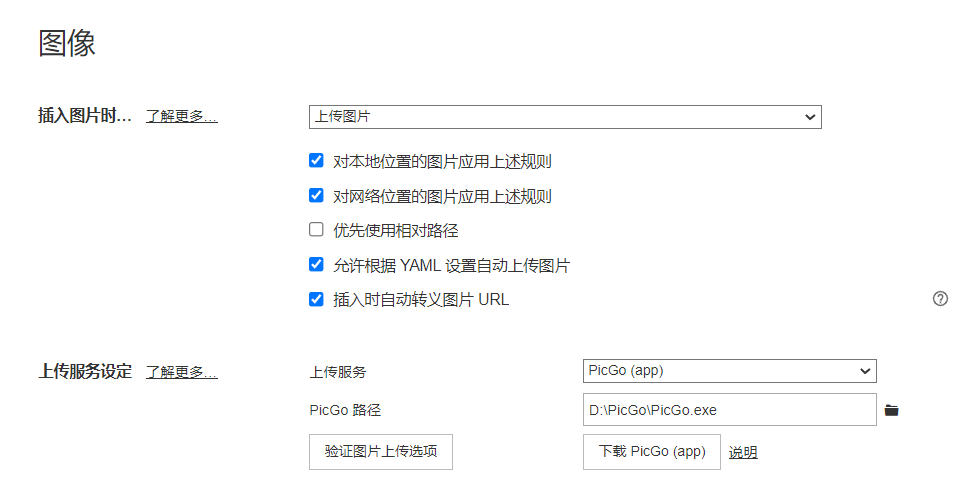 图像
插入图片时... 了解更多... 上传图片
对本地位置的图片应用上述规则
对网络位置的图片应用上述规则
优先使用相对路径
允许根据 YAML 设置自动上传图片
插入时自动转义图片 URL
上传服务设定 了解更多... 上传服务 PicGo (app)
PicGo 路径 D:\PicGo\PicGo.exe
验证图片上传选项 下载 PicGo (app) 说明